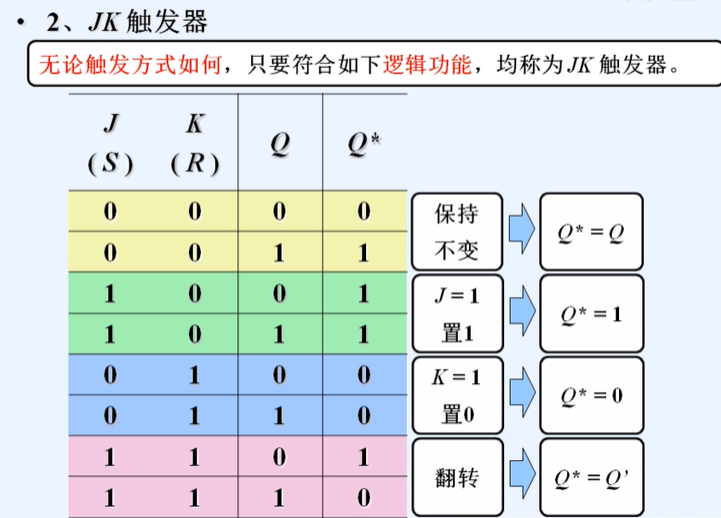 • 2、JK 触发器
无论触发方式如何，只要符合如下逻辑功能，均称为JK 触发器。
J K Q Q*
(S) (R)
0 0 0 0 保持
0 0 1 1 不变 Q* = Q
1 0 0 1 J = 1
1 0 1 1 置1 Q* = 1
0 1 0 0 K = 1
0 1 1 0 置0 Q* = 0
1 1 0 1 翻转 Q* = Q’
1 1 1 0